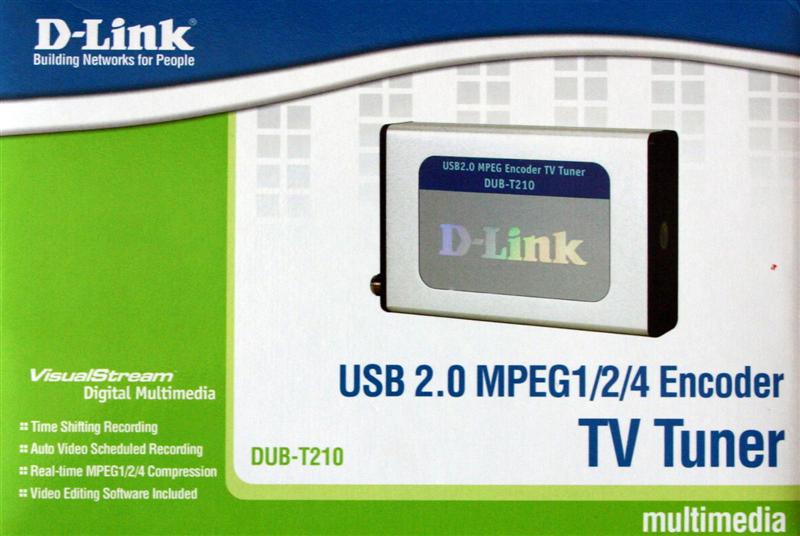 D-Link®
Building Networks for People
USB2.0 MPEG Encoder TV Tuner
DUB-T210
D-Link
VisualStream™
Digital Multimedia
Time Shifting Recording
Auto Video Scheduled Recording
Real-time MPEG1/2/4 Compression
Video Editing Software Included
DUB-T210
USB 2.0 MPEG1/2/4 Encoder
TV Tuner
multimedia